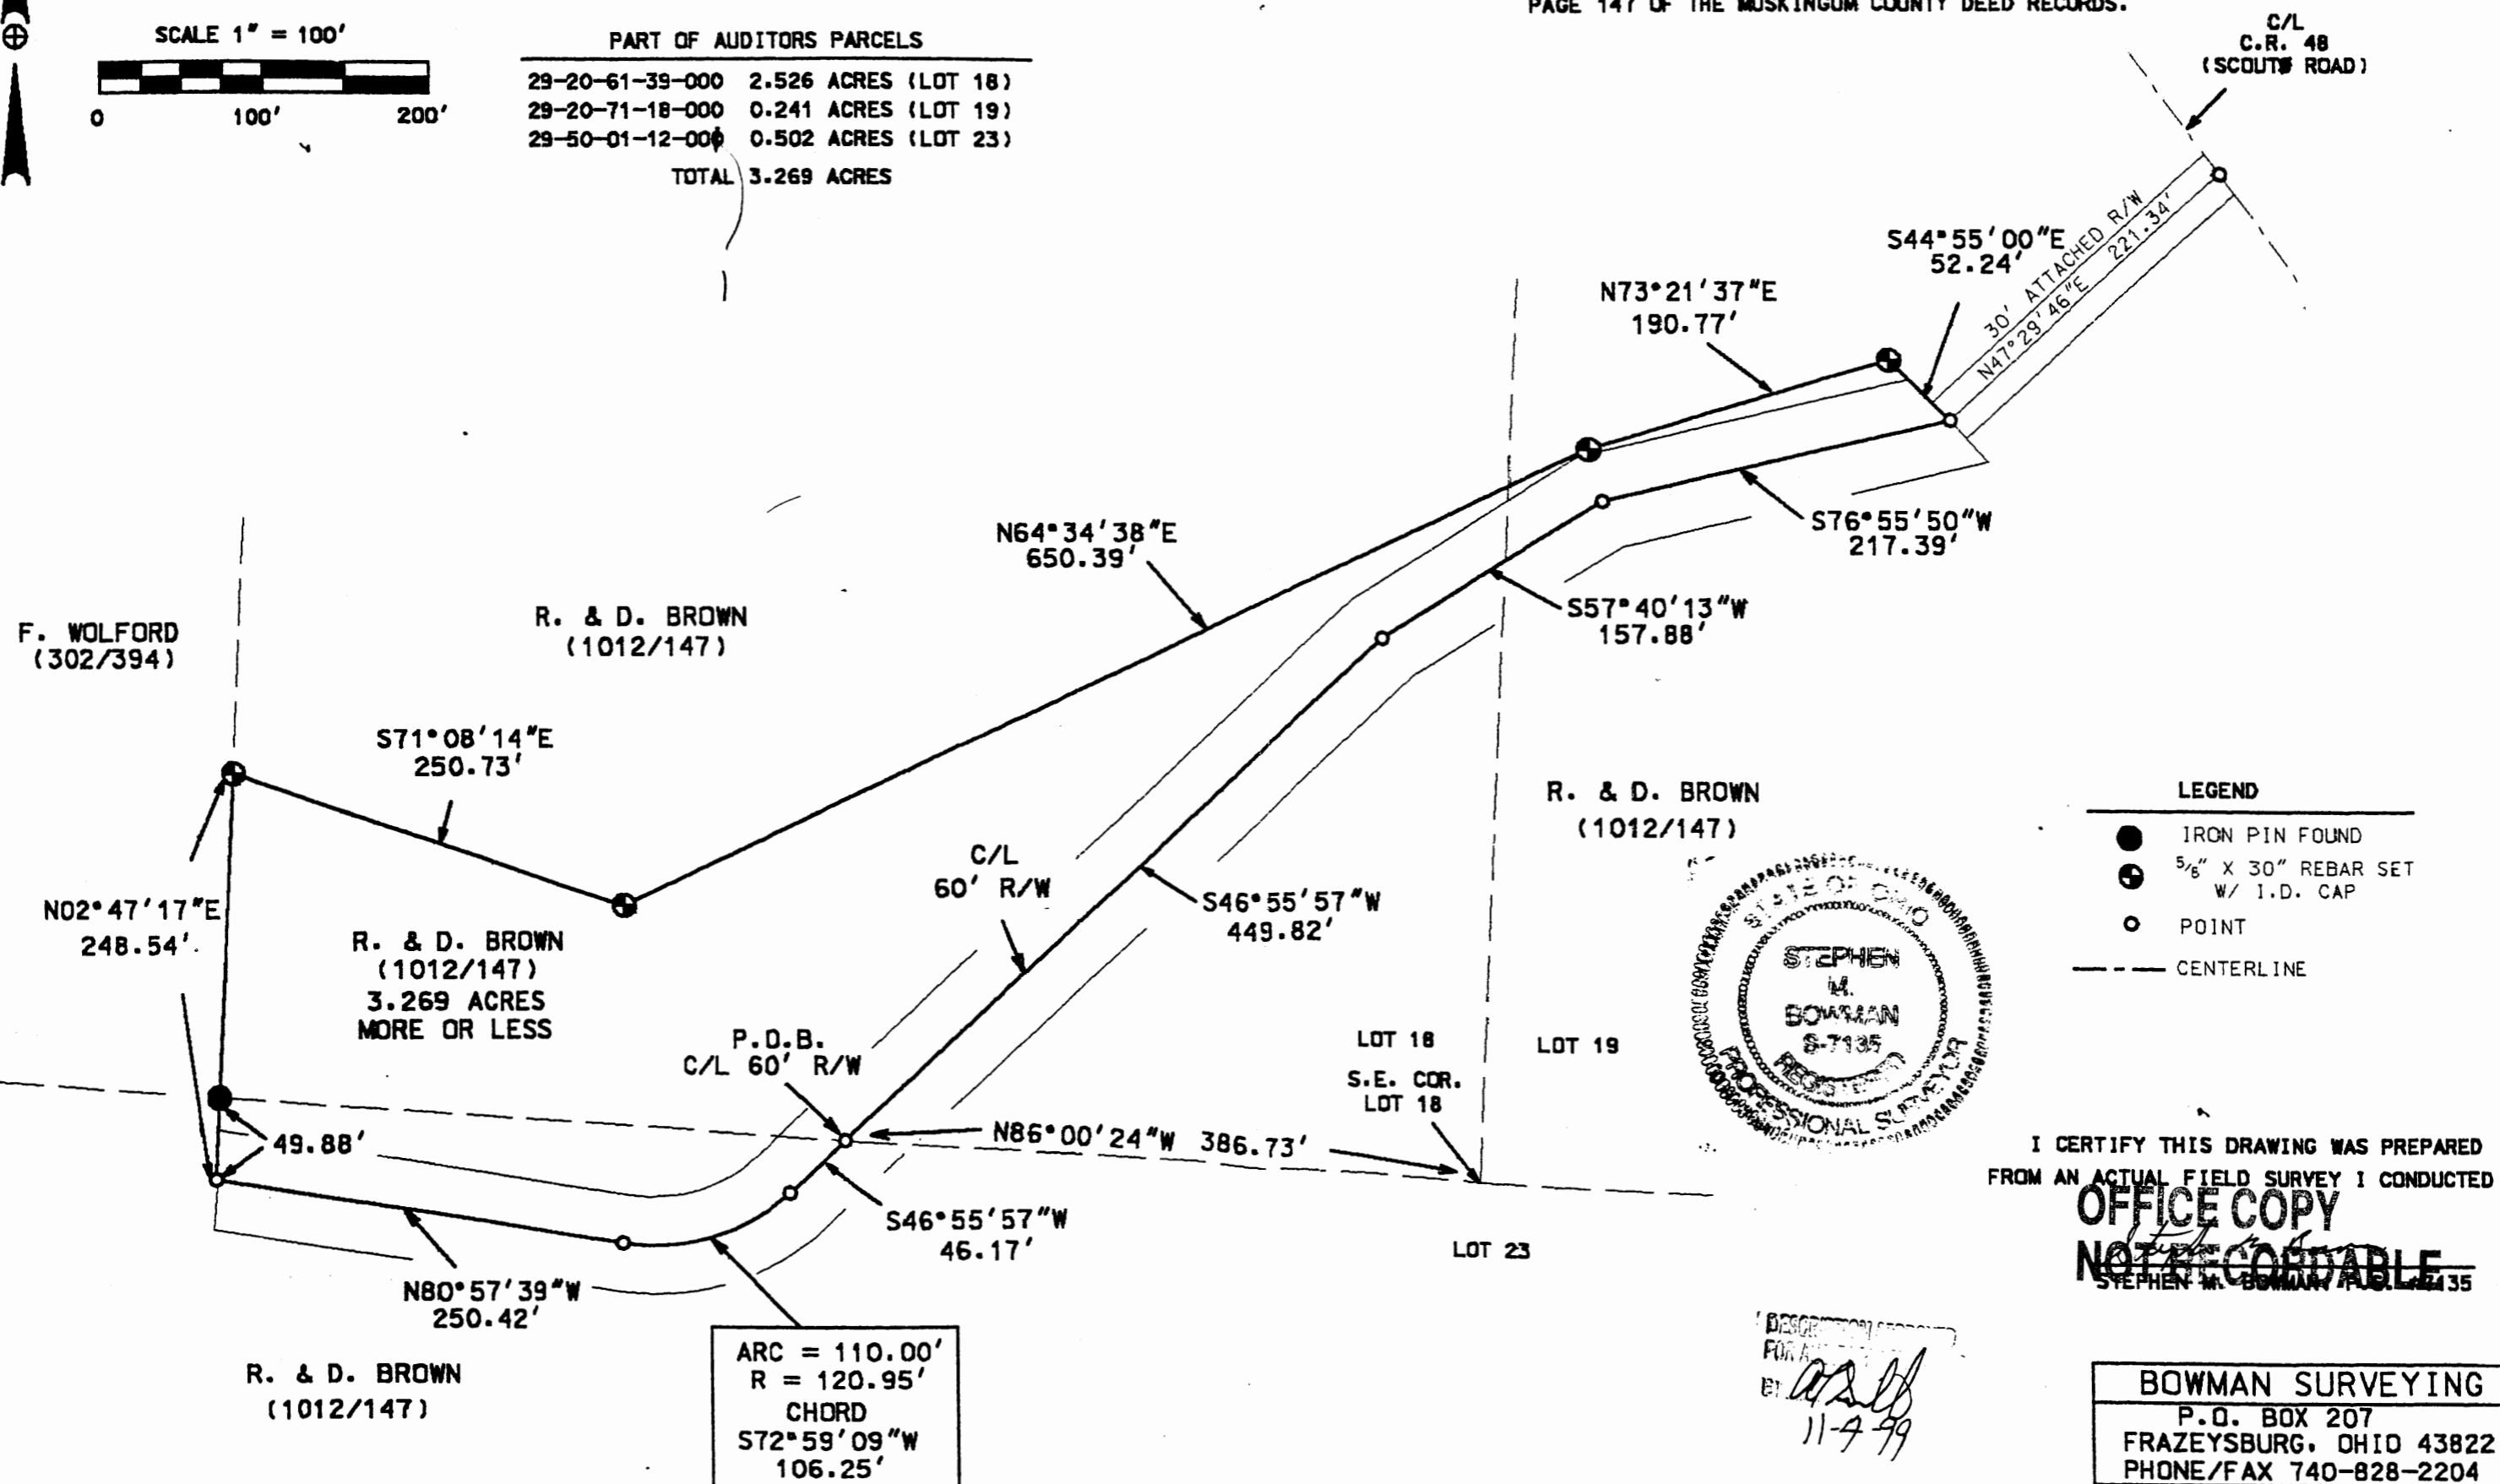 PAGE 147 OF THE MUSKINGUM COUNTY DEED RECORDS.
SCALE 1" = 100'
0 100' 200'
PART OF AUDITORS PARCELS
29-20-61-39-000 2.526 ACRES (LOT 18)
29-20-71-18-000 0.241 ACRES (LOT 19)
29-50-01-12-000 0.502 ACRES (LOT 23)
TOTAL 3.269 ACRES
C/L
C.R. 48
(SCOUTS ROAD)
30' ATTACHED R/W
N47°29'46"E 221.34'
S44°55'00"E
52.24'
N73°21'37"E
190.77'
S76°55'50"W
217.39'
N64°34'38"E
650.39'
S57°40'13"W
157.88'
F. WOLFORD
(302/394)
R. & D. BROWN
(1012/147)
S71°08'14"E
250.73'
R. & D. BROWN
(1012/147)
LEGEND
IRON PIN FOUND
5/8" X 30" REBAR SET
W/ I.D. CAP
POINT
CENTERLINE
C/L
60' R/W
S46°55'57"W
449.82'
N02°47'17"E
248.54'
R. & D. BROWN
(1012/147)
3.269 ACRES
MORE OR LESS
P.O.B.
C/L 60' R/W
LOT 18
S.E. COR.
LOT 18
LOT 19
STATE OF OHIO
STEPHEN
M.
BOWMAN
S-7135
REGISTERED
PROFESSIONAL SURVEYOR
49.88'
N86°00'24"W 386.73'
S46°55'57"W
46.17'
LOT 23
I CERTIFY THIS DRAWING WAS PREPARED
FROM AN ACTUAL FIELD SURVEY I CONDUCTED
OFFICE COPY
NOT RECORDABLE
STEPHEN M. BOWMAN P.S. #7135
N80°57'39"W
250.42'
R. & D. BROWN
(1012/147)
ARC = 110.00'
R = 120.95'
CHORD
S72°59'09"W
106.25'
DESCRIPTION APPROVED
FOR
BY
11-4-99
BOWMAN SURVEYING
P.O. BOX 207
FRAZEYSBURG, OHIO 43822
PHONE/FAX 740-828-2204